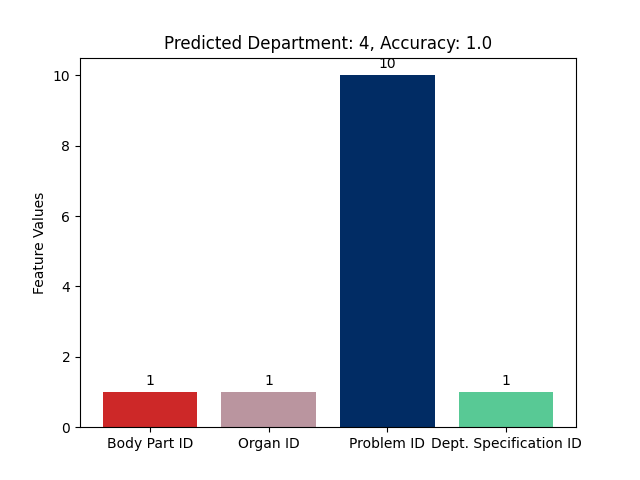 Predicted Department: 4, Accuracy: 1.0
Feature Values
10
8
6
4
2
0
1
1
10
1
Body Part ID
Organ ID
Problem ID
Dept. Specification ID